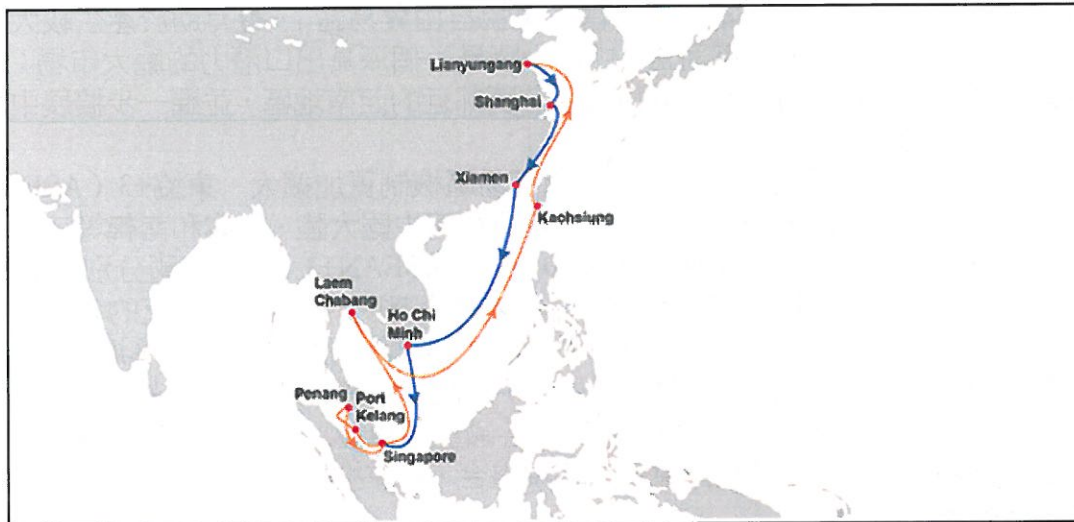 Lianyungang
Shanghai
Xiamen
Kaohsiung
Laem
Chabang
Ho Chi
Minh
Penang
Port
Kelang
Singapore